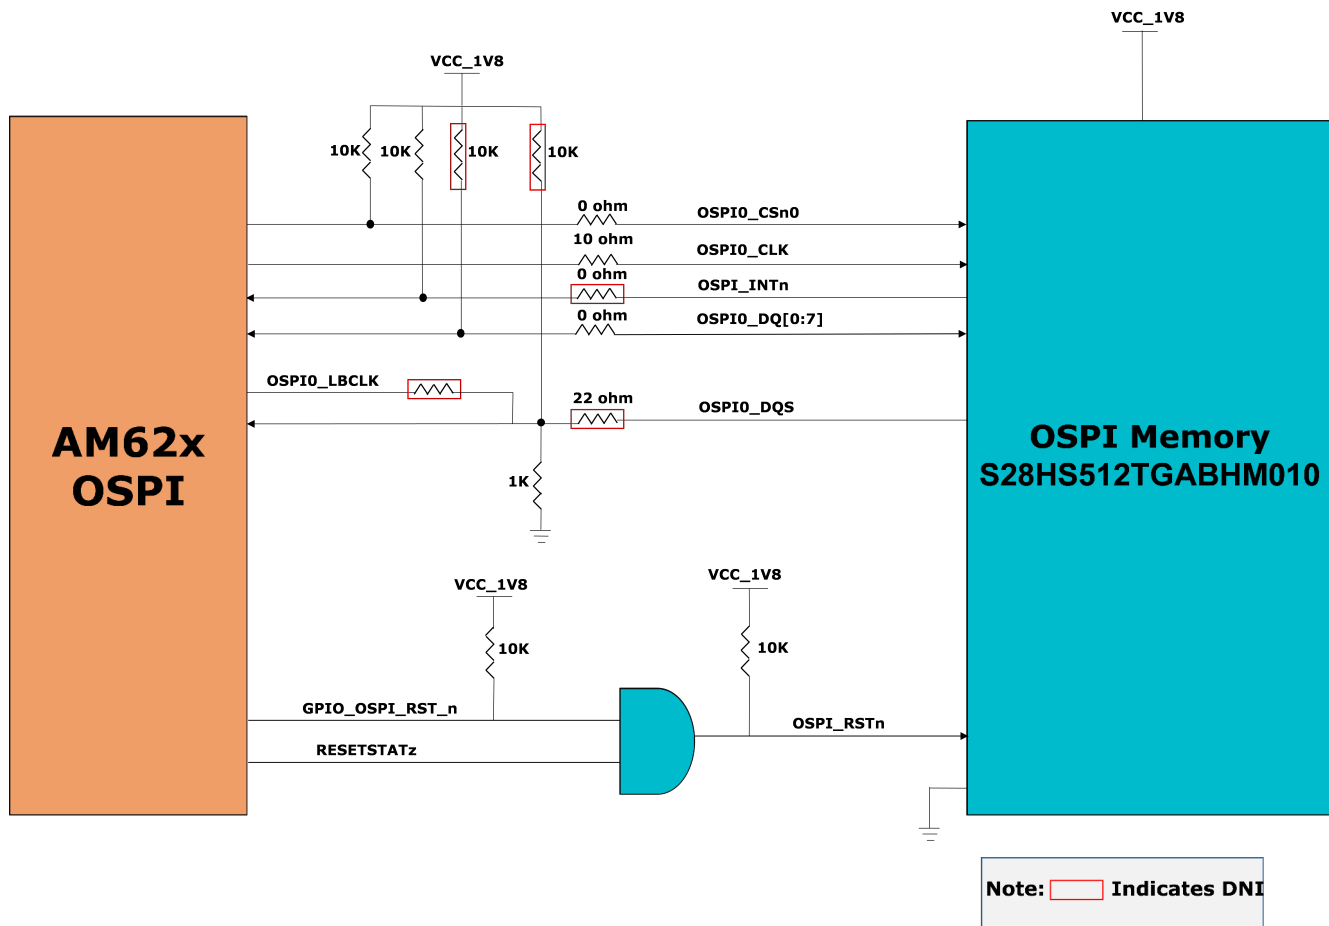 VCC_1V8
VCC_1V8
10K
10K
10K
10K
0 ohm
OSPI0_CSn0
10 ohm
OSPI0_CLK
0 ohm
OSPI_INTn
0 ohm
OSPI0_DQ[0:7]
OSPI0_LBCLK
22 ohm
OSPI0_DQS
AM62x
OSPI
OSPI Memory
S28HS512TGABHM010
1K
VCC_1V8
VCC_1V8
10K
10K
GPIO_OSPI_RST_n
OSPI_RSTn
RESETSTATz
Note:
Indicates DNI